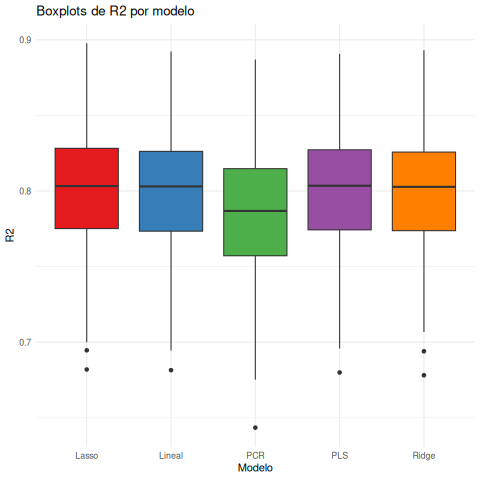 Boxplots de R2 por modelo
0.9
0.8
0.7
R2
Lasso Lineal PCR PLS Ridge
Modelo